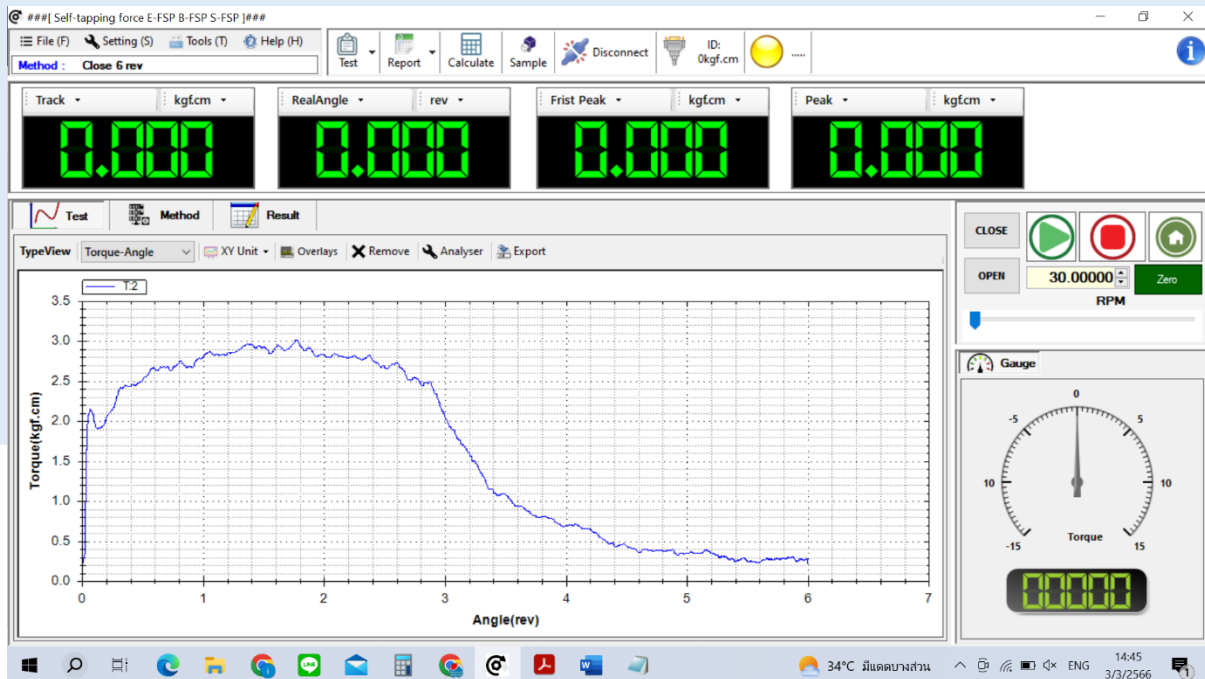 ###[ Self-tapping force E-FSP B-FSP S-FSP ]###
File (F) Setting (S) Tools (T) Help (H)
Method : Close 6 rev
Test Report Calculate Sample Disconnect ID: 0kgf.cm .....
Track kgf.cm RealAngle rev Frist Peak kgf.cm Peak kgf.cm
0.000 0.000 0.000 0.000
Test Method Result
TypeView Torque-Angle XY Unit Overlays Remove Analyser Export
CLOSE
OPEN 30.00000 Zero
RPM
T:2
3.5
3.0
2.5
2.0
1.5
1.0
0.5
0.0
Torque(kgf.cm)
0 1 2 3 4 5 6 7
Angle(rev)
Gauge
0
-5 5
10 10
-15 15
Torque
00000
34°C มีแดดบางส่วน ENG 14:45
3/3/2566
1